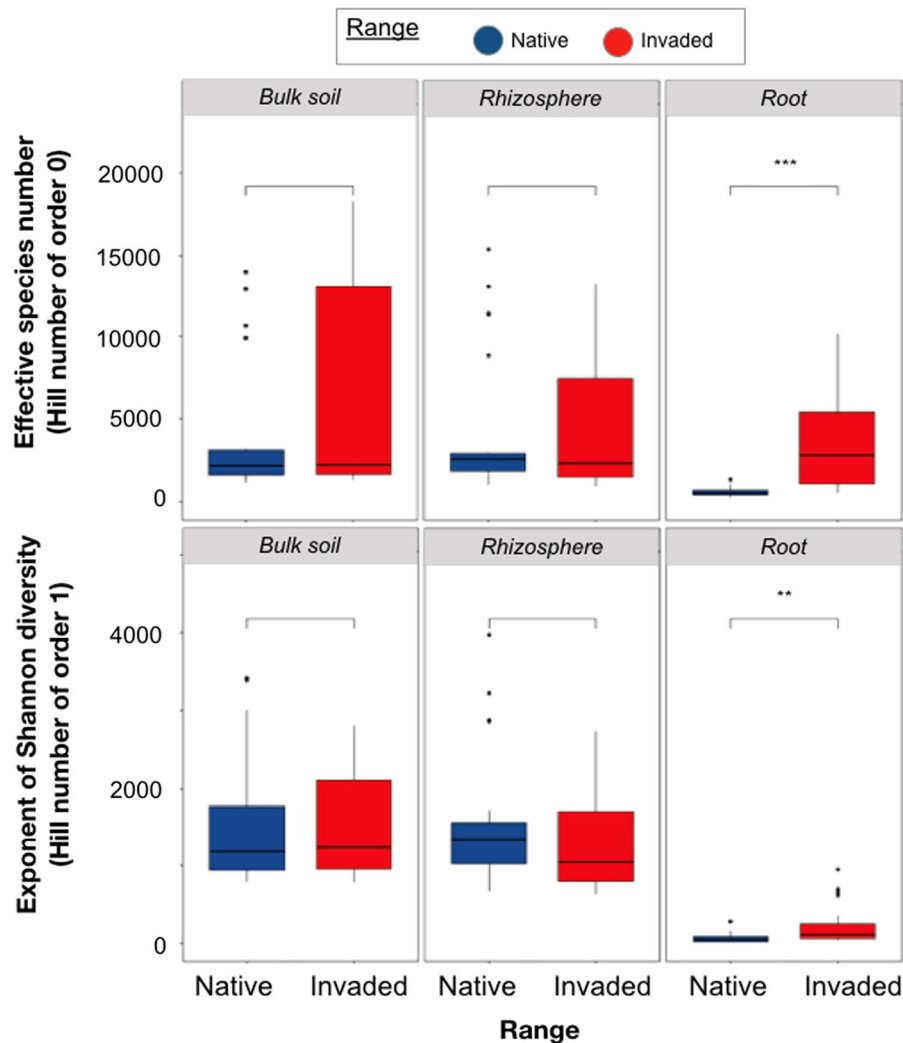 Range
Native
Invaded
Bulk soil
Rhizosphere
Root
Effective species number
(Hill number of order 0)
20000
15000
10000
5000
0
***
Bulk soil
Rhizosphere
Root
Exponent of Shannon diversity
(Hill number of order 1)
4000
2000
0
**
Native Invaded
Native Invaded
Native Invaded
Range